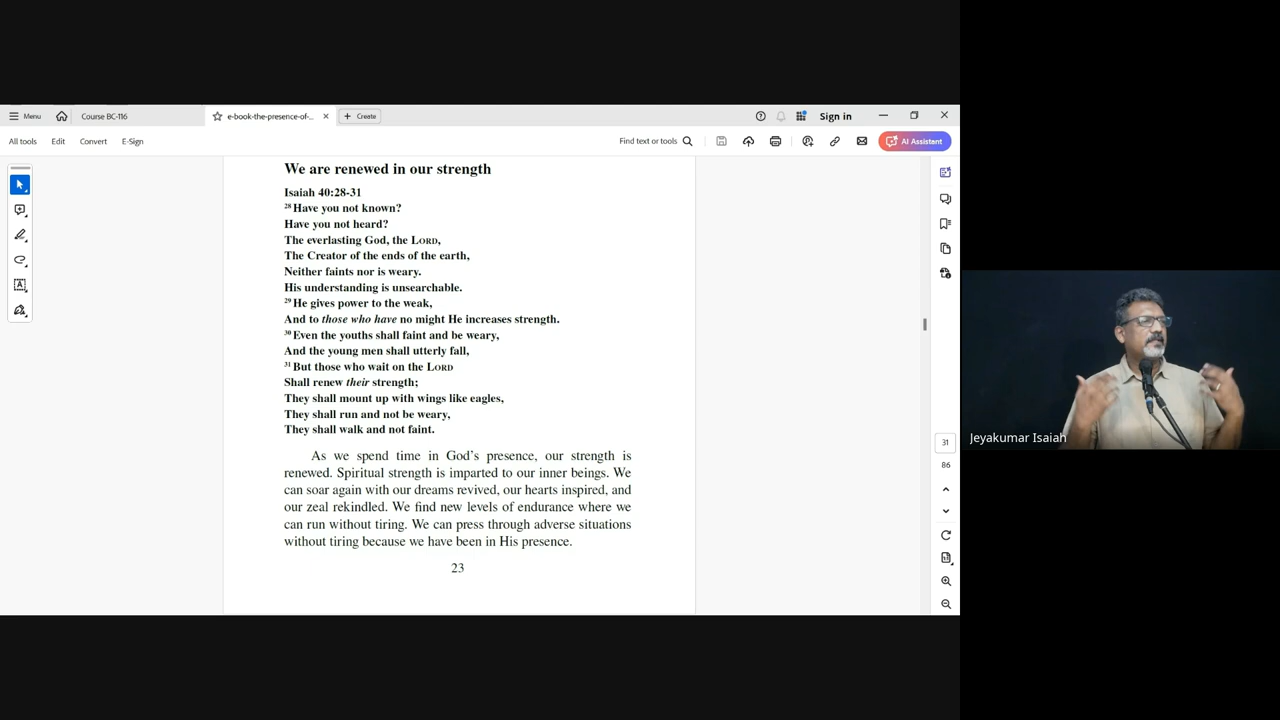 Menu
Course BC-116
e-book-the-presence-of-...
Create
Sign in
All tools
Edit
Convert
E-Sign
Find text or tools
AI Assistant
We are renewed in our strength
Isaiah 40:28-31
28 Have you not known?
Have you not heard?
The everlasting God, the LORD,
The Creator of the ends of the earth,
Neither faints nor is weary.
His understanding is unsearchable.
29 He gives power to the weak,
And to those who have no might He increases strength.
30 Even the youths shall faint and be weary,
And the young men shall utterly fall,
31 But those who wait on the LORD
Shall renew their strength;
They shall mount up with wings like eagles,
They shall run and not be weary,
They shall walk and not faint.
As we spend time in God's presence, our strength is
renewed. Spiritual strength is imparted to our inner beings. We
can soar again with our dreams revived, our hearts inspired, and
our zeal rekindled. We find new levels of endurance where we
can run without tiring. We can press through adverse situations
without tiring because we have been in His presence.
23
31
86
Jeyakumar Isaiah